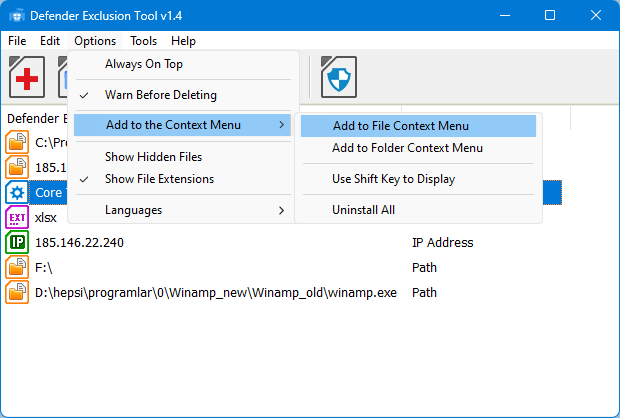 Defender Exclusion Tool v1.4
File Edit Options Tools Help
Always On Top
Warn Before Deleting
Add to the Context Menu
Show Hidden Files
Show File Extensions
Languages
Add to File Context Menu
Add to Folder Context Menu
Use Shift Key to Display
Uninstall All
Defender E
C:\Pr
185.1
Core
EXT xlsx
IP 185.146.22.240 IP Address
F:\ Path
D:\hepsi\programlar\0\Winamp_new\Winamp_old\winamp.exe Path